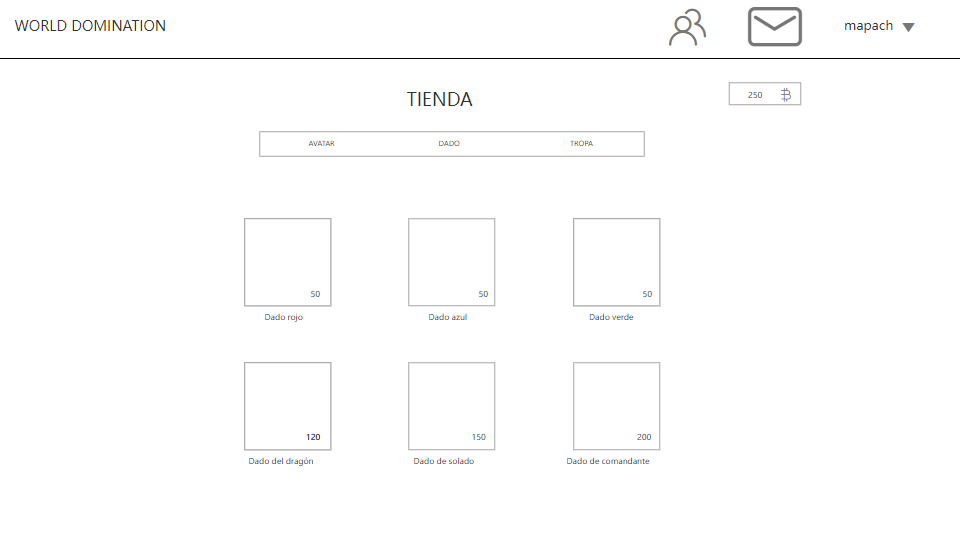 WORLD DOMINATION
mapach
TIENDA
250
AVATAR DADO TROPA
50 50 50
Dado rojo Dado azul Dado verde
120 150 200
Dado del dragón Dado de solado Dado de comandante